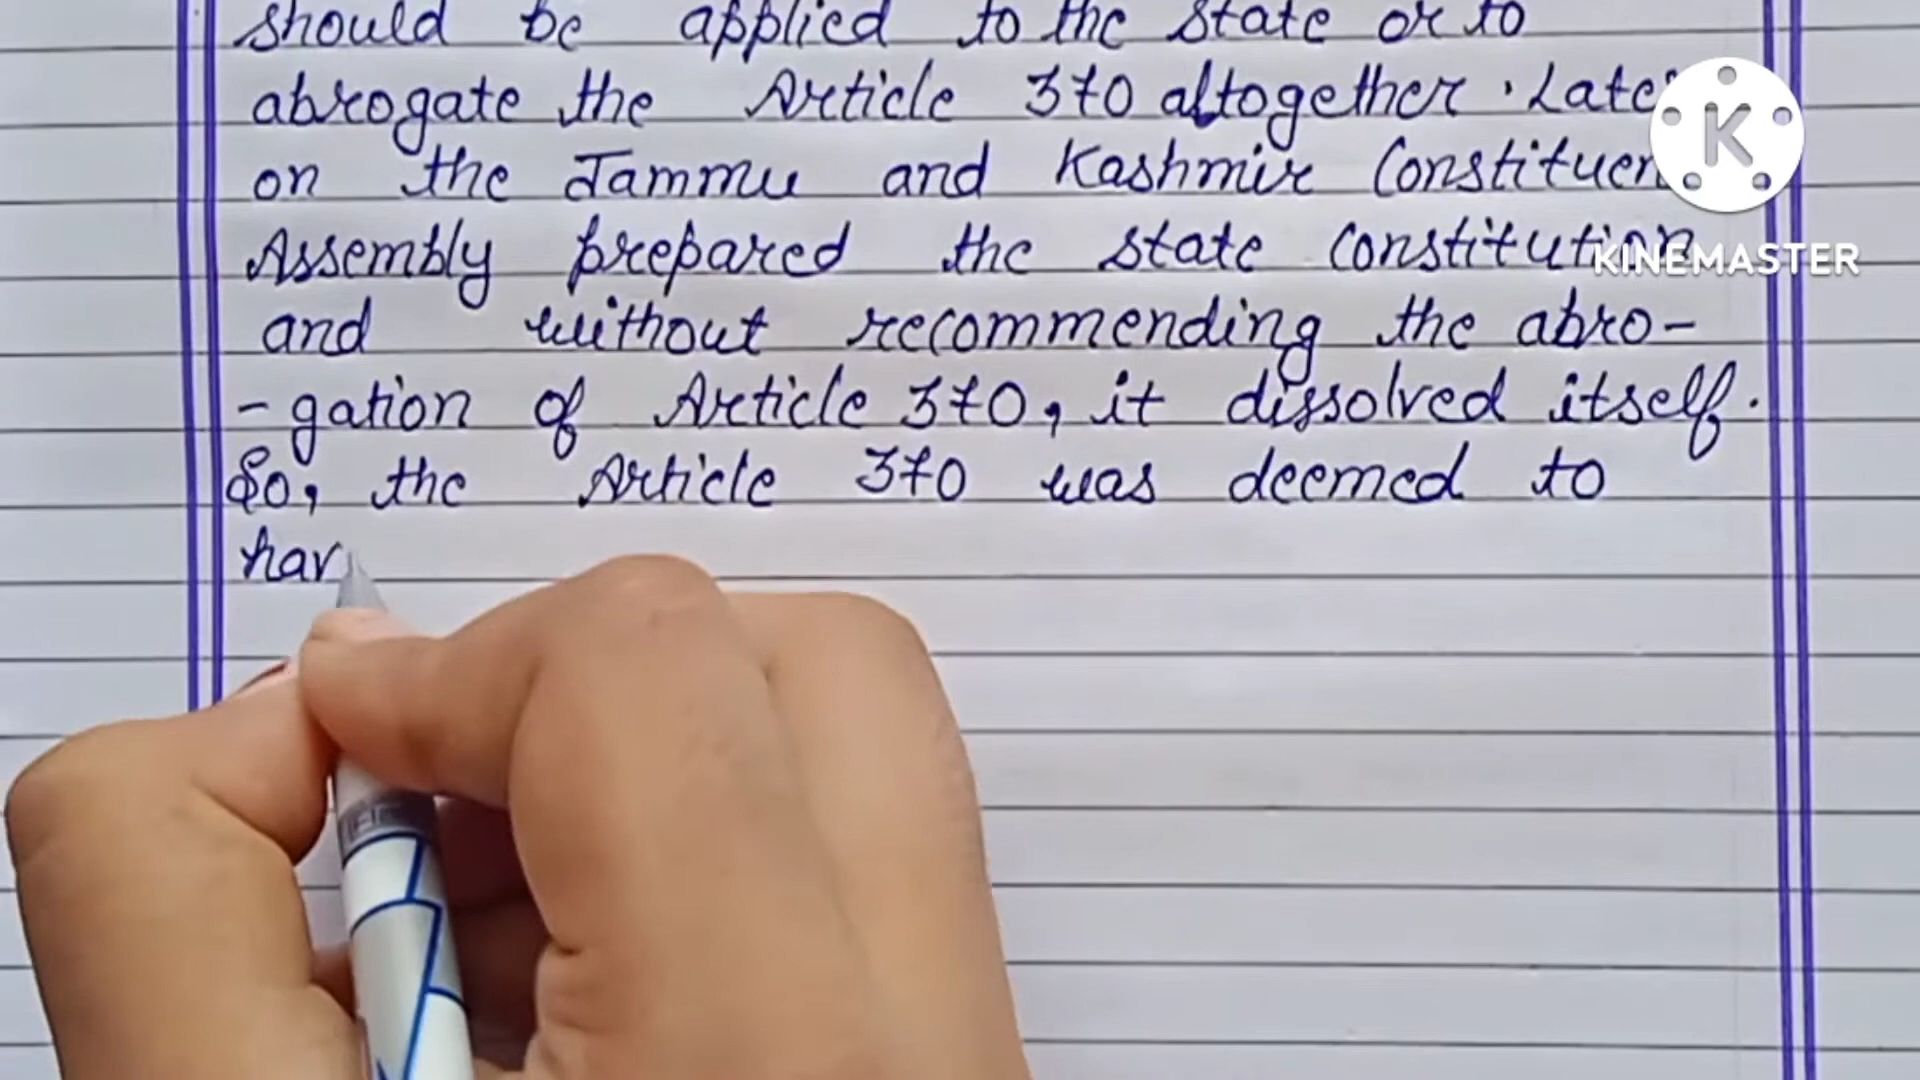 should be applied to the state or to
abrogate the Article 370 altogether. Later
on the Jammu and Kashmir Constituent
Assembly prepared the state constitution
and without recommending the abro-
-gation of Article 370, it dissolved itself.
So, the Article 370 was deemed to
hav
KINEMASTER